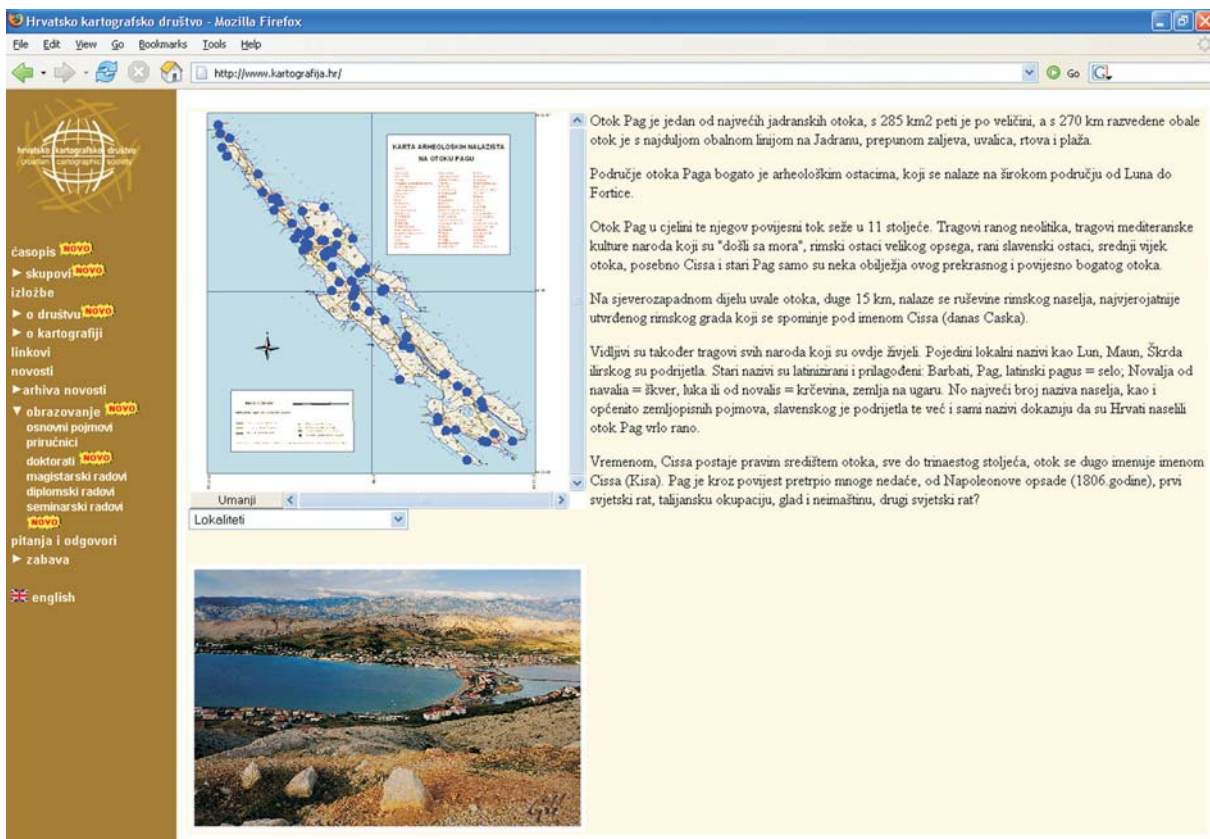 Hrvatsko kartografsko društvo - Mozilla Firefox
File Edit View Go Bookmarks Tools Help
http://www.kartografija.hr/
Go
hrvatsko kartografsko društvo
croatian cartographic society
časopis NOVO
skupovi NOVO
izložbe
o društvu NOVO
o kartografiji
linkovi
novosti
arhiva novosti
obrazovanje NOVO
osnovni pojmovi
priručnici
doktorati NOVO
magistarski radovi
diplomski radovi
seminarski radovi
NOVO
pitanja i odgovori
zabava
english
KARTA ARHEOLOŠKIH NALAZIŠTA
NA OTOKU PAGU
Umanji
Lokaliteti
Otok Pag je jedan od najvećih jadranskih otoka, s 285 km2 peti je po veličini, a s 270 km razvedene obale
otok je s najduljom obalnom linijom na Jadranu, prepunom zaljeva, uvalica, rtova i plaža.
Područje otoka Paga bogato je arheološkim ostacima, koji se nalaze na širokom području od Luna do
Fortice.
Otok Pag u cjelini te njegov povijesni tok seže u 11 stoljeće. Tragovi ranog neolitika, tragovi mediteranske
kulture naroda koji su "došli sa mora", rimski ostaci velikog opsega, rani slavenski ostaci, srednji vijek
otoka, posebno Cissa i stari Pag samo su neka obilježja ovog prekrasnog i povijesno bogatog otoka.
Na sjeverozapadnom dijelu uvale otoka, duge 15 km, nalaze se ruševine rimskog naselja, najvjerojatnije
utvrđenog rimskog grada koji se spominje pod imenom Cissa (danas Caska).
Vidljivi su također tragovi svih naroda koji su ovdje živjeli. Pojedini lokalni nazivi kao Lun, Maun, Škrda
ilirskog su podrijetla. Stari nazivi su latinizirani i prilagođeni: Barbati, Pag, latinski pagus = selo; Novalja od
navalia = škver, luka ili od novalis = krčevina, zemlja na ugaru. No najveći broj naziva naselja, kao i
općenito zemljopisnih pojmova, slavenskog je podrijetla te već i sami nazivi dokazuju da su Hrvati naselili
otok Pag vrlo rano.
Vremenom, Cissa postaje pravim središtem otoka, sve do trinaestog stoljeća, otok se dugo imenuje imenom
Cissa (Kisa). Pag je kroz povijest pretrpio mnoge nedaće, od Napoleonove opsade (1806.godine), prvi
svjetski rat, talijansku okupaciju, glad i neimaštinu, drugi svjetski rat?